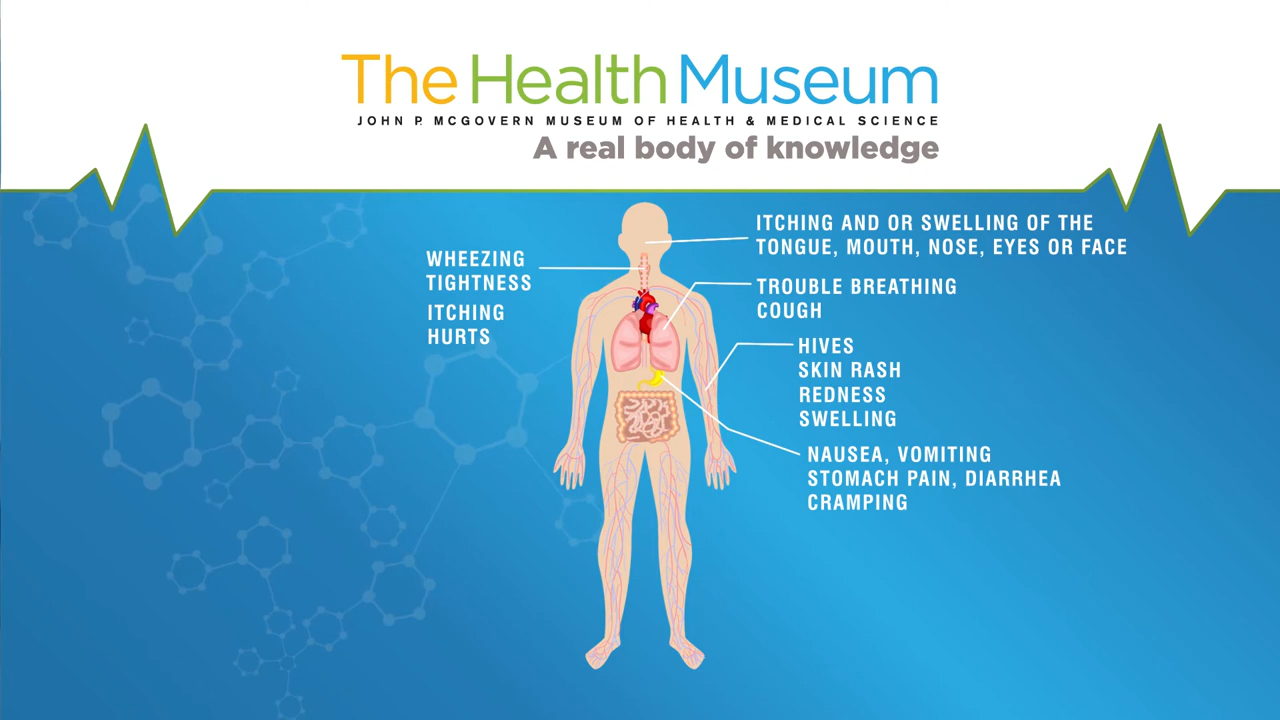 The Health Museum
JOHN P. MCGOVERN MUSEUM OF HEALTH & MEDICAL SCIENCE
A real body of knowledge
WHEEZING
TIGHTNESS
ITCHING
HURTS
ITCHING AND OR SWELLING OF THE
TONGUE, MOUTH, NOSE, EYES OR FACE
TROUBLE BREATHING
COUGH
HIVES
SKIN RASH
REDNESS
SWELLING
NAUSEA, VOMITING
STOMACH PAIN, DIARRHEA
CRAMPING